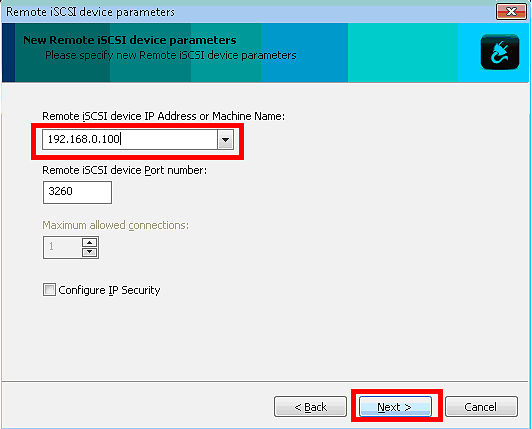 Remote iSCSI device parameters
New Remote iSCSI device parameters
Please specify new Remote iSCSI device parameters
Remote iSCSI device IP Address or Machine Name:
192.168.0.100
Remote iSCSI device Port number:
3260
Maximum allowed connections:
1
Configure IP Security
< Back
Next >
Cancel